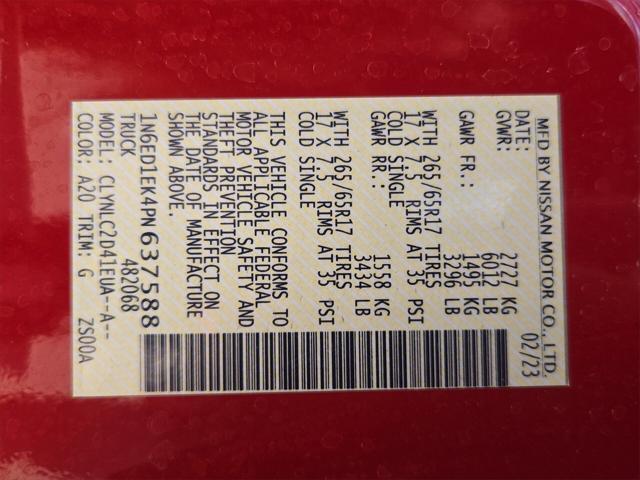 MFD BY NISSAN MOTOR CO., LTD.
DATE: 02/23
GVWR: 2727 KG
6012 LB
GAWR FR.: 1495 KG
3296 LB
WITH 265/65R17 TIRES
17 X 7.5 RIMS AT 35 PSI
COLD SINGLE
GAWR RR.: 1558 KG
3434 LB
WITH 265/65R17 TIRES
17 X 7.5 RIMS AT 35 PSI
COLD SINGLE
THIS VEHICLE CONFORMS TO
ALL APPLICABLE FEDERAL
MOTOR VEHICLE SAFETY AND
THEFT PREVENTION
STANDARDS IN EFFECT ON
THE DATE OF MANUFACTURE
SHOWN ABOVE.
1N6ED1EK4PN637588
TRUCK 482068
MODEL: CLYNLC2D41EUA--A--
COLOR: A20 TRIM: G ZS00A